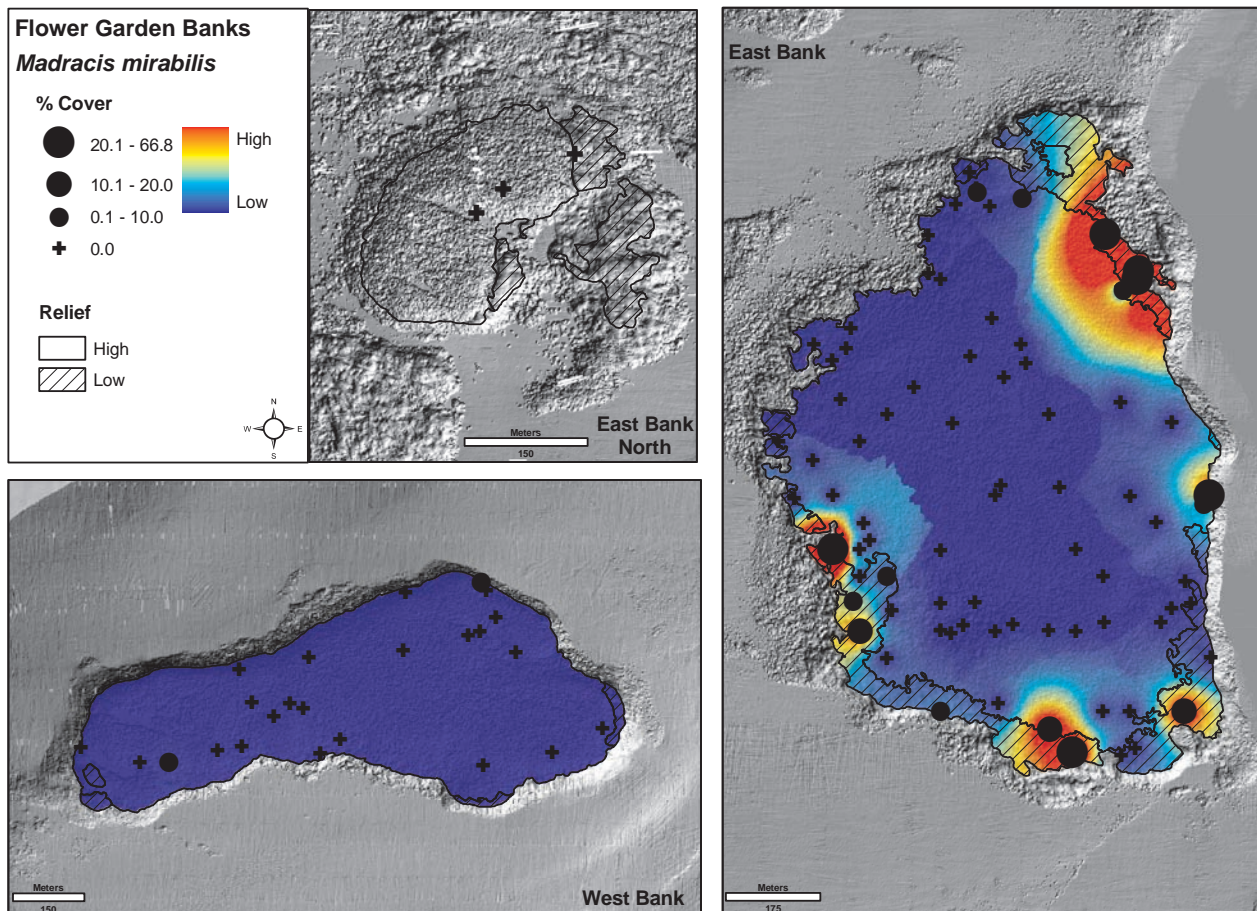 Flower Garden Banks
Madracis mirabilis
% Cover
20.1 - 66.8
10.1 - 20.0
0.1 - 10.0
0.0
High
Low
Relief
High
Low
N
W E
S
Meters
150
East Bank
North
East Bank
Meters
175
Meters
150
West Bank